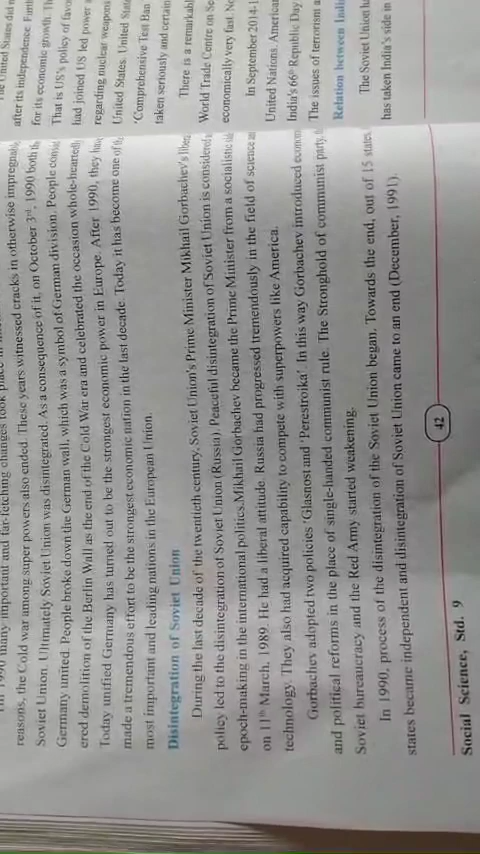 1990 many important and far-fetching changes took place
reasons, the Cold war among super powers also ended. These years witnessed cracks in otherwise impregnable
Soviet Union. Ultimately Soviet Union was disintegrated. As a consequence of it, on October 3rd, 1990 both the
Germany united. People broke down the German wall, which was a symbol of German division. People
ered demolition of the Berlin Wall as the end of the Cold War era and celebrated the occasion whole-heartedly
Today unified Germany has turned out to be the strongest economic power in Europe. After 1990, they
made a tremendous effort to be the strongest economic nation in the last decade. Today it has become one of
most important and leading nations in the European Union.
Disintegration of Soviet Union
During the last decade of the twentieth century, Soviet Union's Prime Minister Mikhail Gorbachev's
policy led to the disintegration of Soviet Union (Russia). Peaceful disintegration of Soviet Union is considered
epoch-making in the international politics.Mikhail Gorbachev became the Prime Minister from a socialistic
on 11th March, 1989. He had a liberal attitude. Russia had progressed tremendously in the field of science
technology. They also had acquired capability to compete with superpowers like America.
Gorbachev adopted two policies 'Glasnost and 'Perestroika'. In this way Gorbachev introduced
and political reforms in the place of single-handed communist rule. The Stronghold of communist party,
Soviet bureaucracy and the Red Army started weakening.
In 1990, process of the disintegration of the Soviet Union began. Towards the end, out of 15 states
states became independent and disintegration of Soviet Union came to an end (December, 1991).
42
Social Science, Std. 9
The United States did
after its independence.
for its economic growth.
That is US's policy of
had joined US led power
regarding nuclear weapons
United States. United
'Comprehensive Test Ban
taken seriously and
There is a
World Trade Centre on
economically very fast.
In September 2014-1
United Nations. American
India's 66th Republic Day
The issues of terrorism
Relation between
The Soviet Union
has taken India's side in